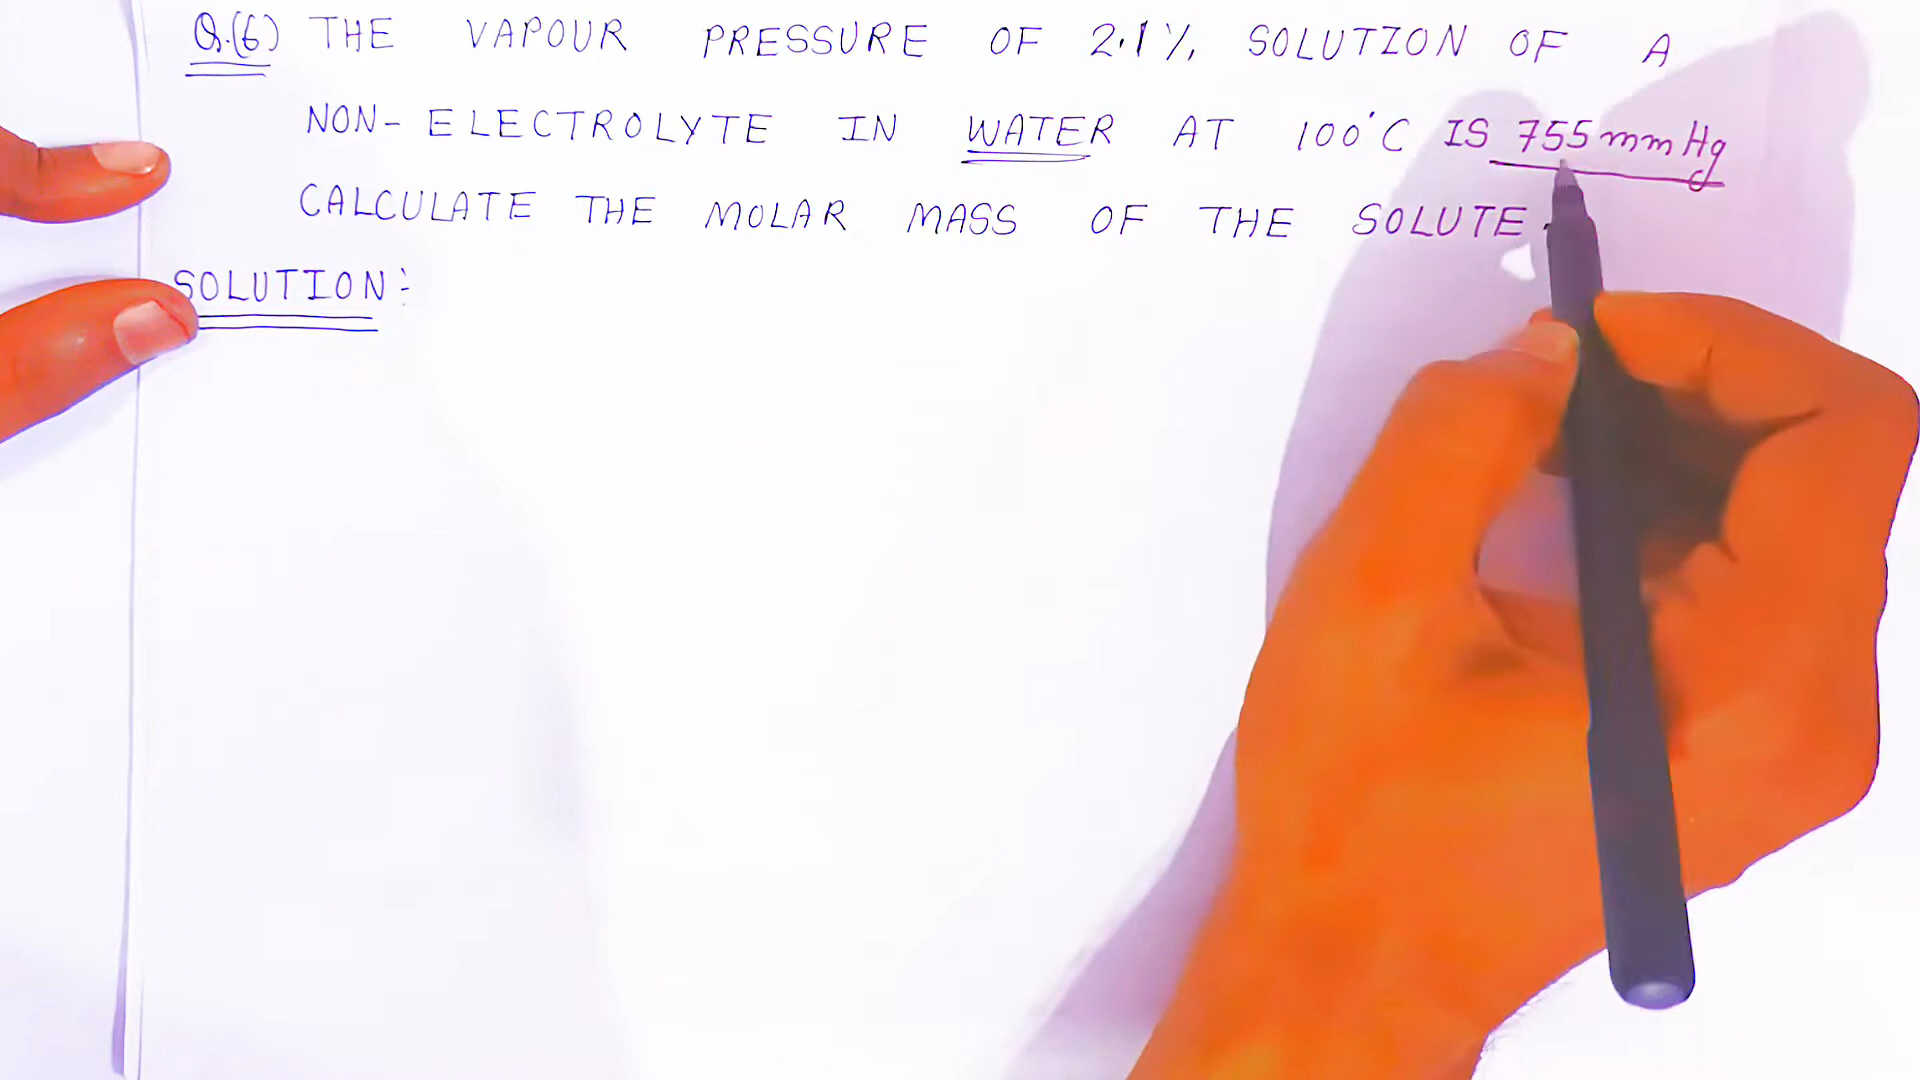 Q.(6) THE VAPOUR PRESSURE OF 2.1% SOLUTION OF A
NON-ELECTROLYTE IN WATER AT 100°C IS 755 mm Hg
CALCULATE THE MOLAR MASS OF THE SOLUTE.
SOLUTION:-